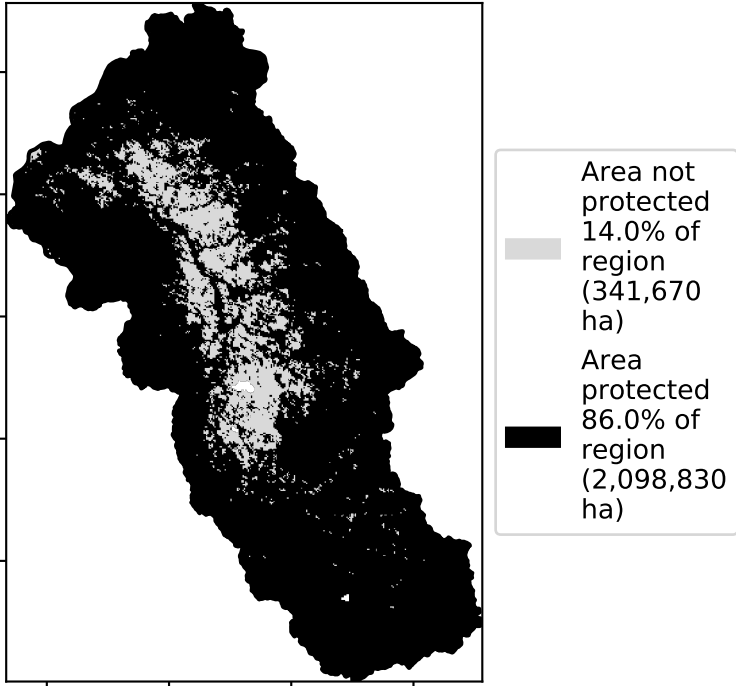 Area not
protected
14.0% of
region
(341,670
ha)
Area
protected
86.0% of
region
(2,098,830
ha)